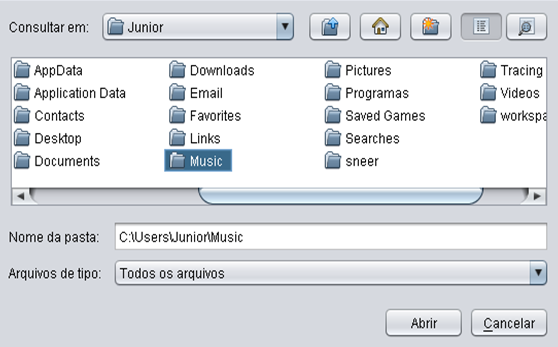 Consultar em: Junior
AppData Downloads Pictures Tracing
Application Data Email Programas Videos
Contacts Favorites Saved Games workspa
Desktop Links Searches
Documents Music sneer
Nome da pasta: C:\Users\Junior\Music
Arquivos de tipo: Todos os arquivos
Abrir Cancelar